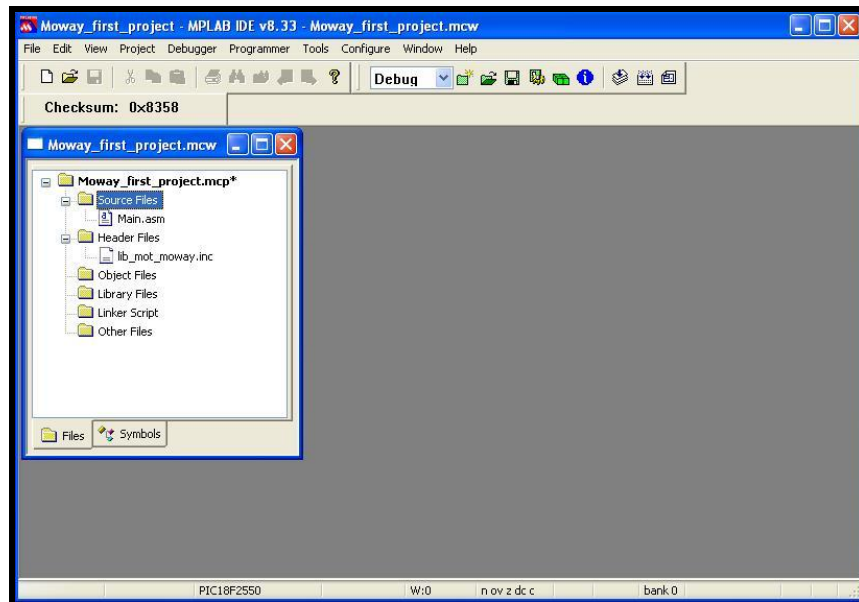 Moway_first_project - MPLAB IDE v8.33 - Moway_first_project.mcw
File Edit View Project Debugger Programmer Tools Configure Window Help
Debug
Checksum: 0x8358
Moway_first_project.mcw
Moway_first_project.mcp*
Source Files
Main.asm
Header Files
lib_mot_moway.inc
Object Files
Library Files
Linker Script
Other Files
Files Symbols
PIC18F2550 W:0 n ov z dc c bank 0